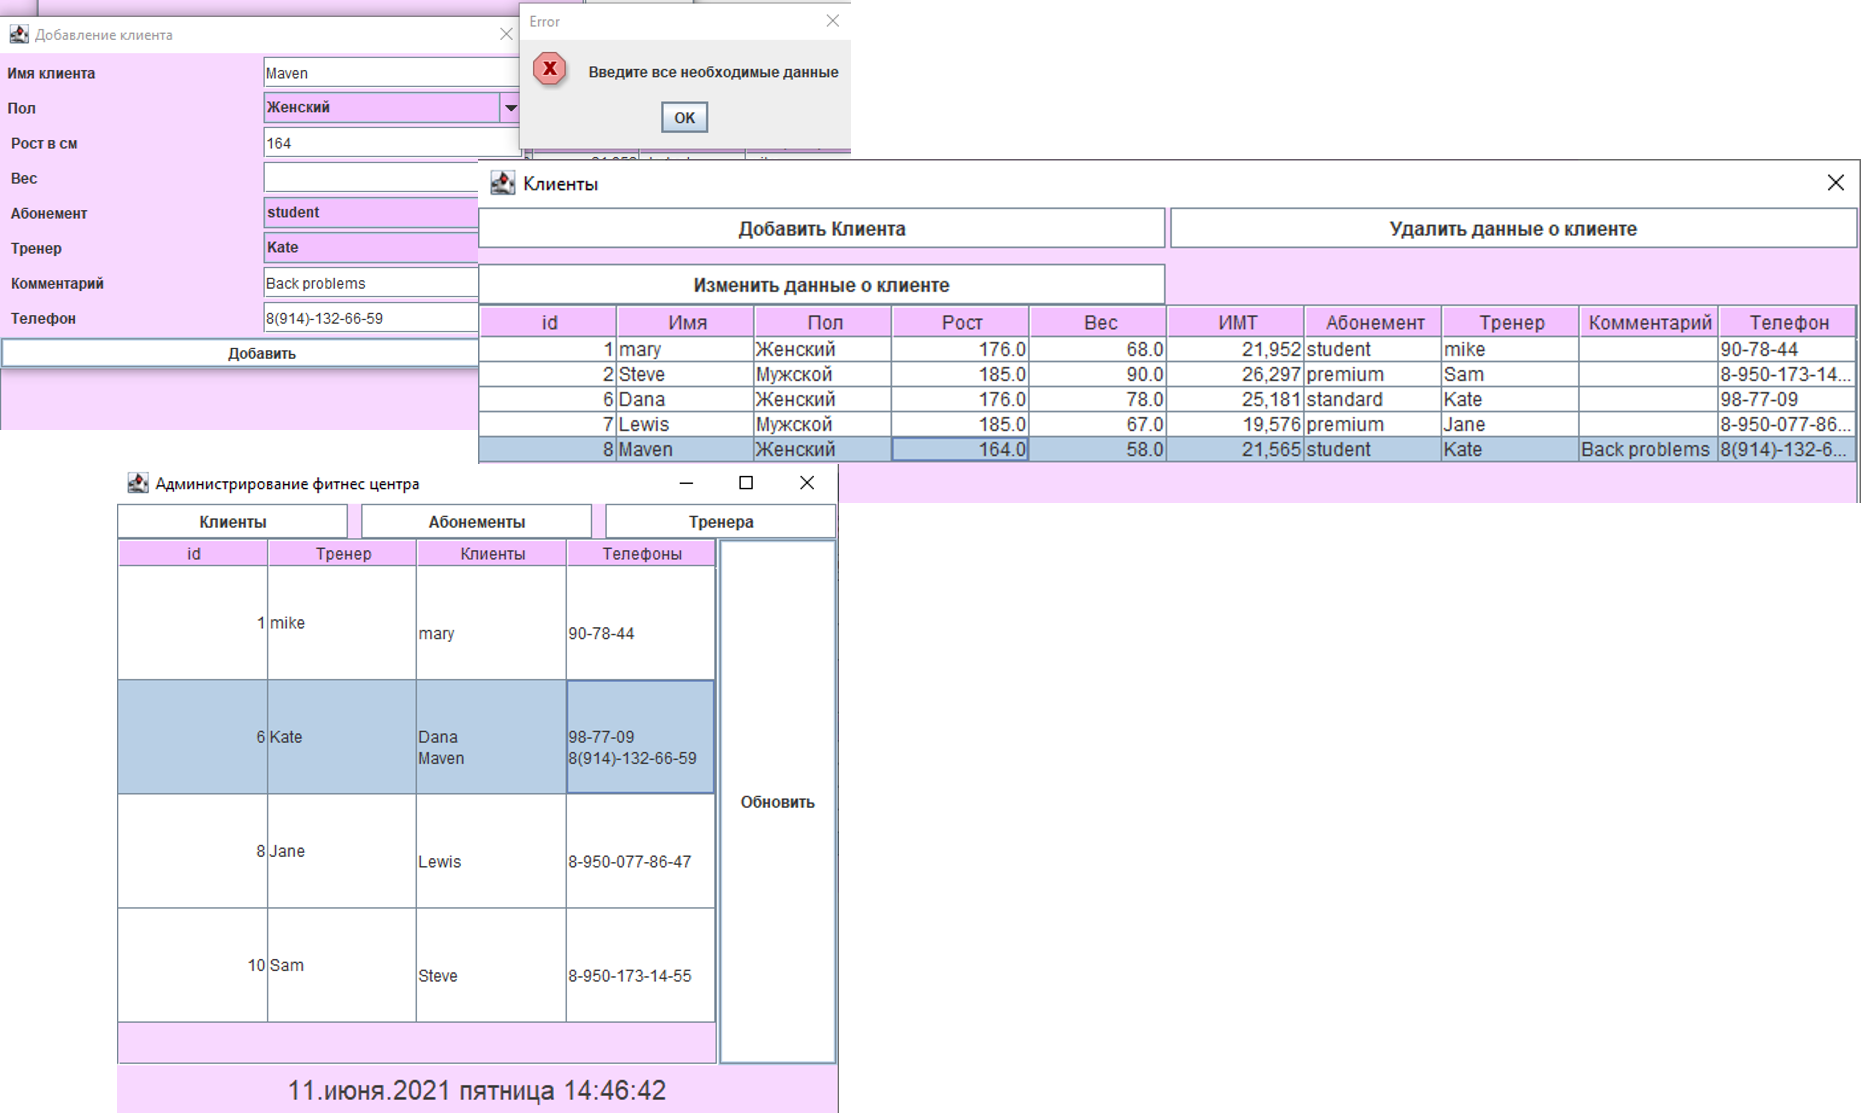 Добавление клиента
Имя клиента Maven
Пол Женский
Рост в см 164
Вес
Абонемент student
Тренер Kate
Комментарий Back problems
Телефон 8(914)-132-66-59
Добавить
Error
Введите все необходимые данные
OK
Клиенты
Добавить Клиента Удалить данные о клиенте
Изменить данные о клиенте
id Имя Пол Рост Вес ИМТ Абонемент Тренер Комментарий Телефон
1 mary Женский 176.0 68.0 21,952 student mike 90-78-44
2 Steve Мужской 185.0 90.0 26,297 premium Sam 8-950-173-14...
6 Dana Женский 176.0 78.0 25,181 standard Kate 98-77-09
7 Lewis Мужской 185.0 67.0 19,576 premium Jane 8-950-077-86...
8 Maven Женский 164.0 58.0 21,565 student Kate Back problems 8(914)-132-6...
Администрирование фитнес центра
Клиенты Абонементы Тренера
id Тренер Клиенты Телефоны
1 mike mary 90-78-44
6 Kate Dana 98-77-09
Maven 8(914)-132-66-59
8 Jane Lewis 8-950-077-86-47
10 Sam Steve 8-950-173-14-55
Обновить
11.июня.2021 пятница 14:46:42